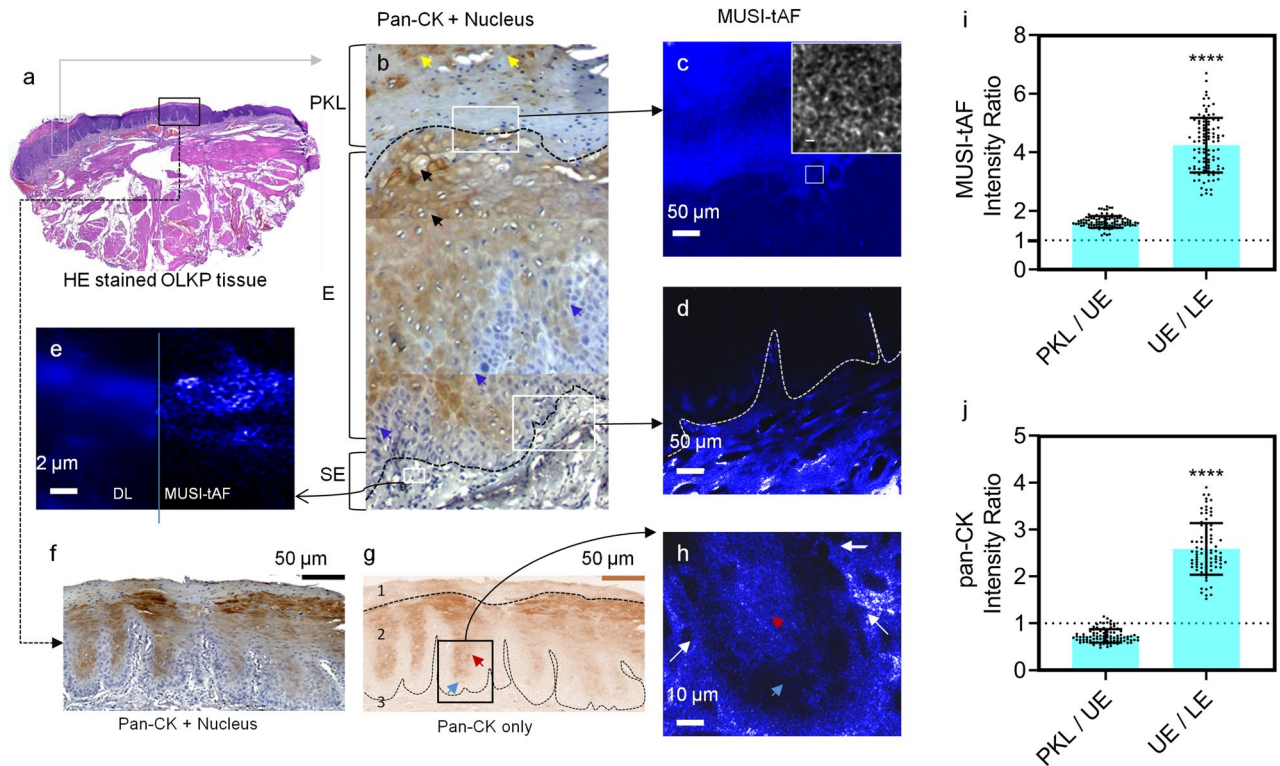 Pan-CK + Nucleus
MUSI-tAF
a
HE stained OLKP tissue
PKL
E
SE
b
c
50 µm
d
50 µm
e
2 µm
DL
MUSI-tAF
f
50 µm
Pan-CK + Nucleus
g
50 µm
1
2
3
Pan-CK only
h
10 µm
i
MUSI-tAF
Intensity Ratio
8
6
4
2
1
0
****
PKL / UE
UE / LE
j
pan-CK
Intensity Ratio
5
4
3
2
1
0
****
PKL / UE
UE / LE